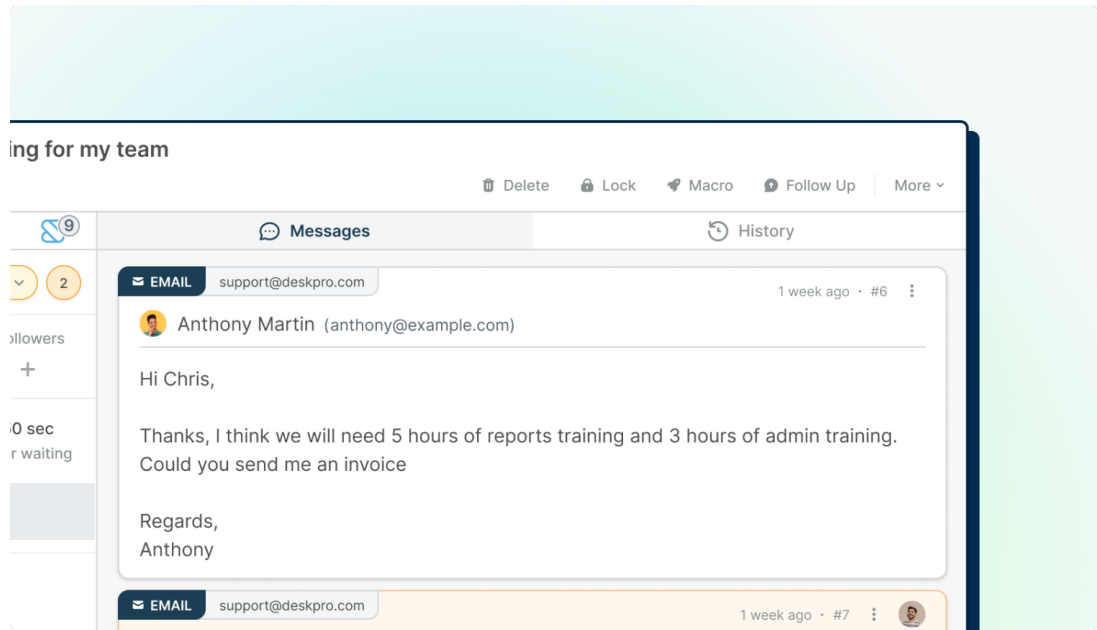 ing for my team
Delete
Lock
Macro
Follow Up
More
9
Messages
History
2
EMAIL
support@deskpro.com
1 week ago · #6
Anthony Martin (anthony@example.com)
Hi Chris,
Thanks, I think we will need 5 hours of reports training and 3 hours of admin training.
Could you send me an invoice
Regards,
Anthony
ollowers
0 sec
r waiting
EMAIL
support@deskpro.com
1 week ago · #7